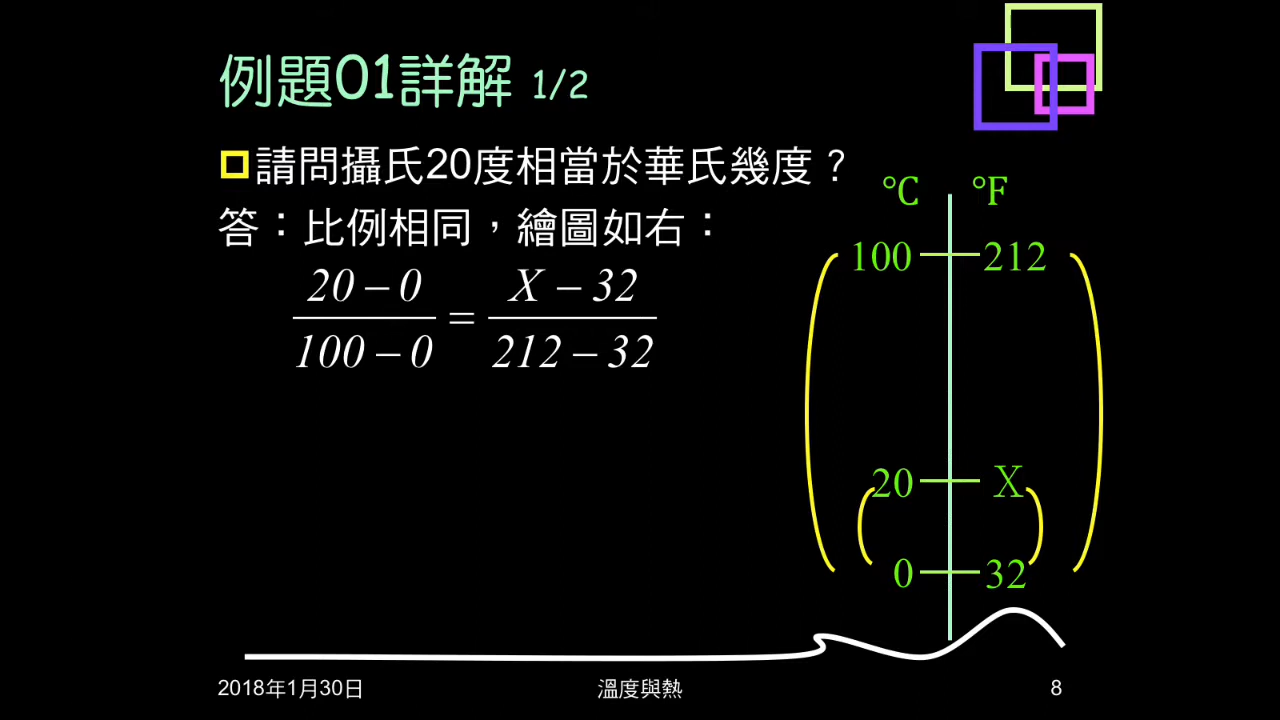 例題01詳解 1/2
請問攝氏20度相當於華氏幾度？
答：比例相同，繪圖如右：
20 – 0 / 100 – 0 = X – 32 / 212 – 32
°C °F
100 212
20 X
0 32
2018年1月30日 溫度與熱 8